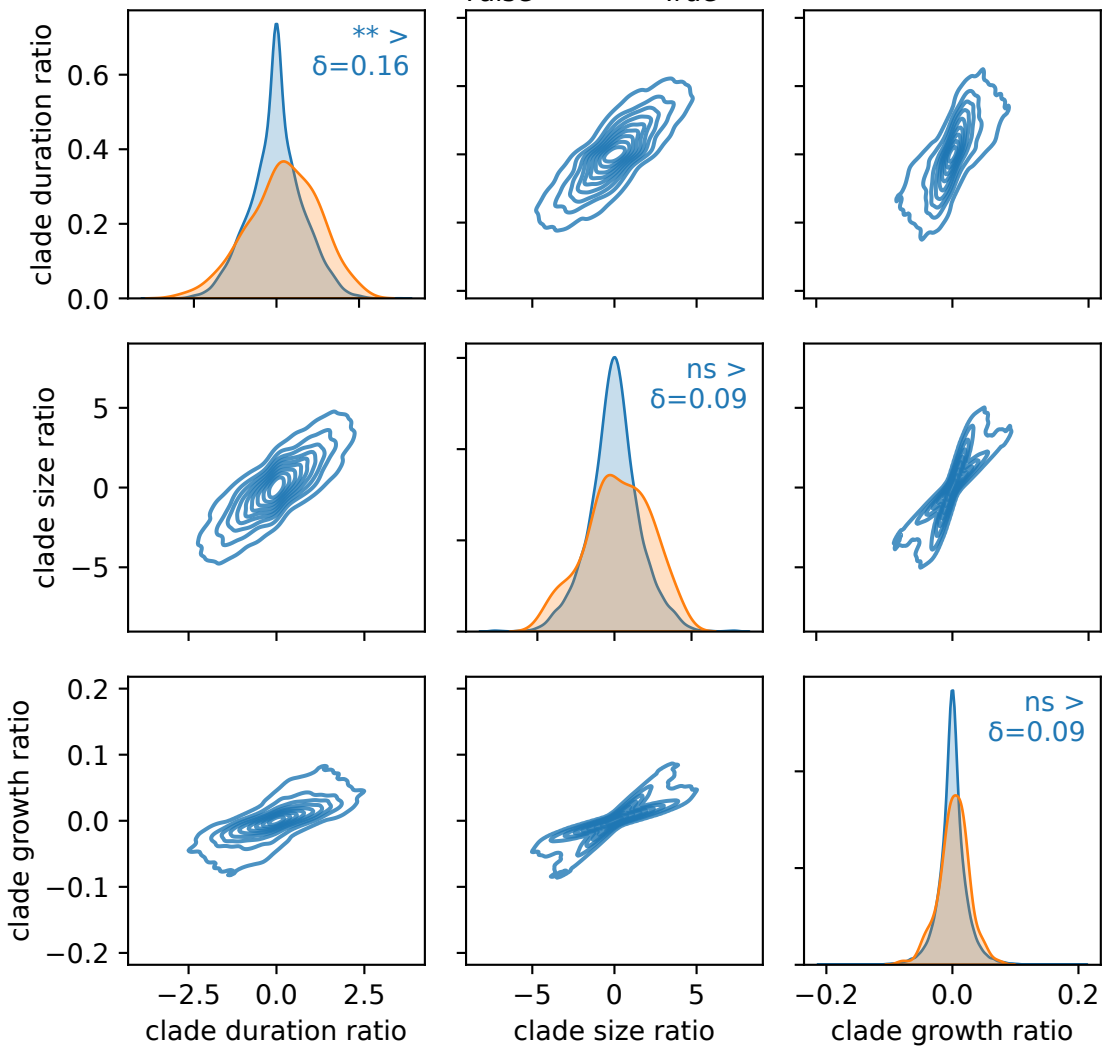 clade duration ratio
0.6
0.4
0.2
0.0
** >
δ=0.16
clade size ratio
5
0
−5
ns >
δ=0.09
clade growth ratio
0.2
0.1
0.0
−0.1
−0.2
ns >
δ=0.09
−2.5 0.0 2.5
clade duration ratio
−5 0 5
clade size ratio
−0.2 0.0 0.2
clade growth ratio